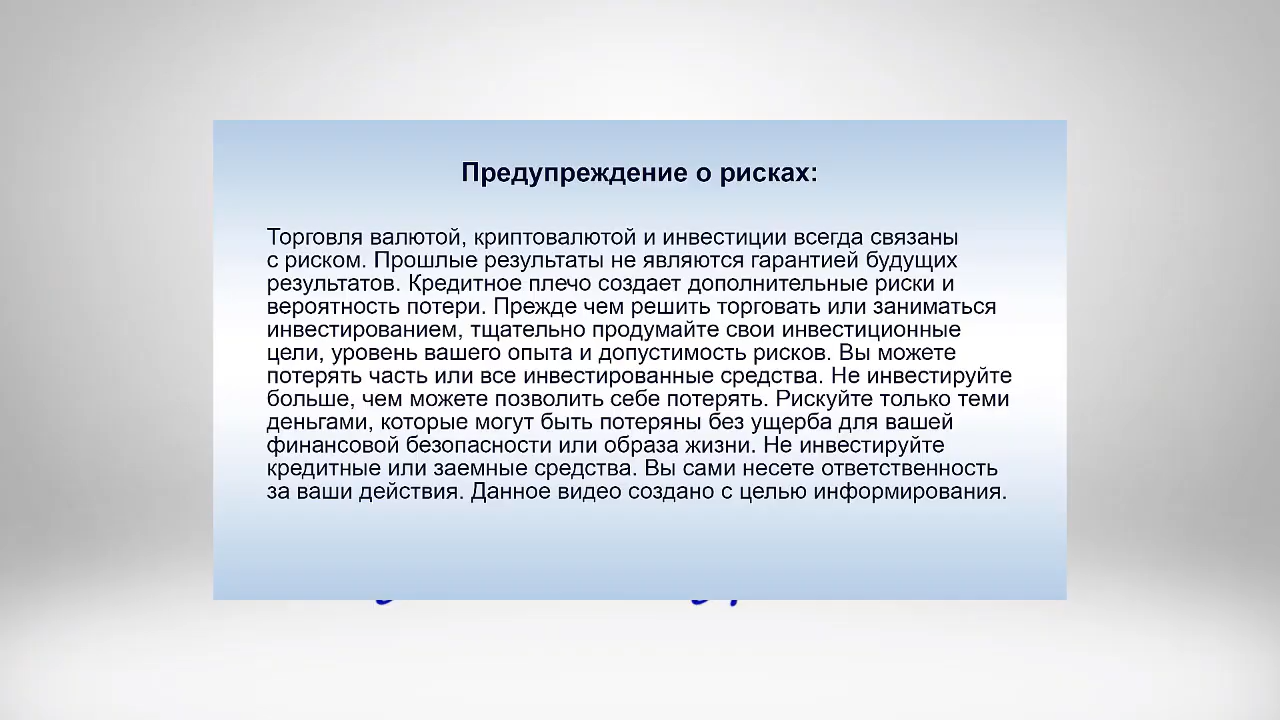 Предупреждение о рисках:
Торговля валютой, криптовалютой и инвестиции всегда связаны
с риском. Прошлые результаты не являются гарантией будущих
результатов. Кредитное плечо создает дополнительные риски и
вероятность потери. Прежде чем решить торговать или заниматься
инвестированием, тщательно продумайте свои инвестиционные
цели, уровень вашего опыта и допустимость рисков. Вы можете
потерять часть или все инвестированные средства. Не инвестируйте
больше, чем можете позволить себе потерять. Рискуйте только теми
деньгами, которые могут быть потеряны без ущерба для вашей
финансовой безопасности или образа жизни. Не инвестируйте
кредитные или заемные средства. Вы сами несете ответственность
за ваши действия. Данное видео создано с целью информирования.